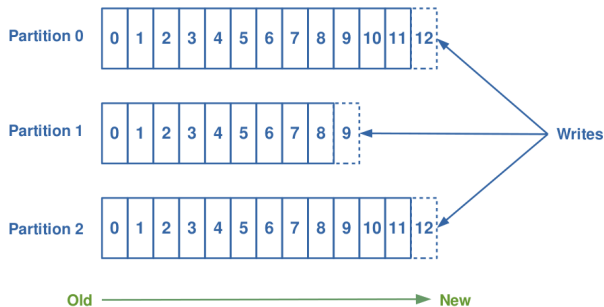 Partition 0 0 1 2 3 4 5 6 7 8 9 10 11 12
Partition 1 0 1 2 3 4 5 6 7 8 9
Writes
Partition 2 0 1 2 3 4 5 6 7 8 9 10 11 12
Old New